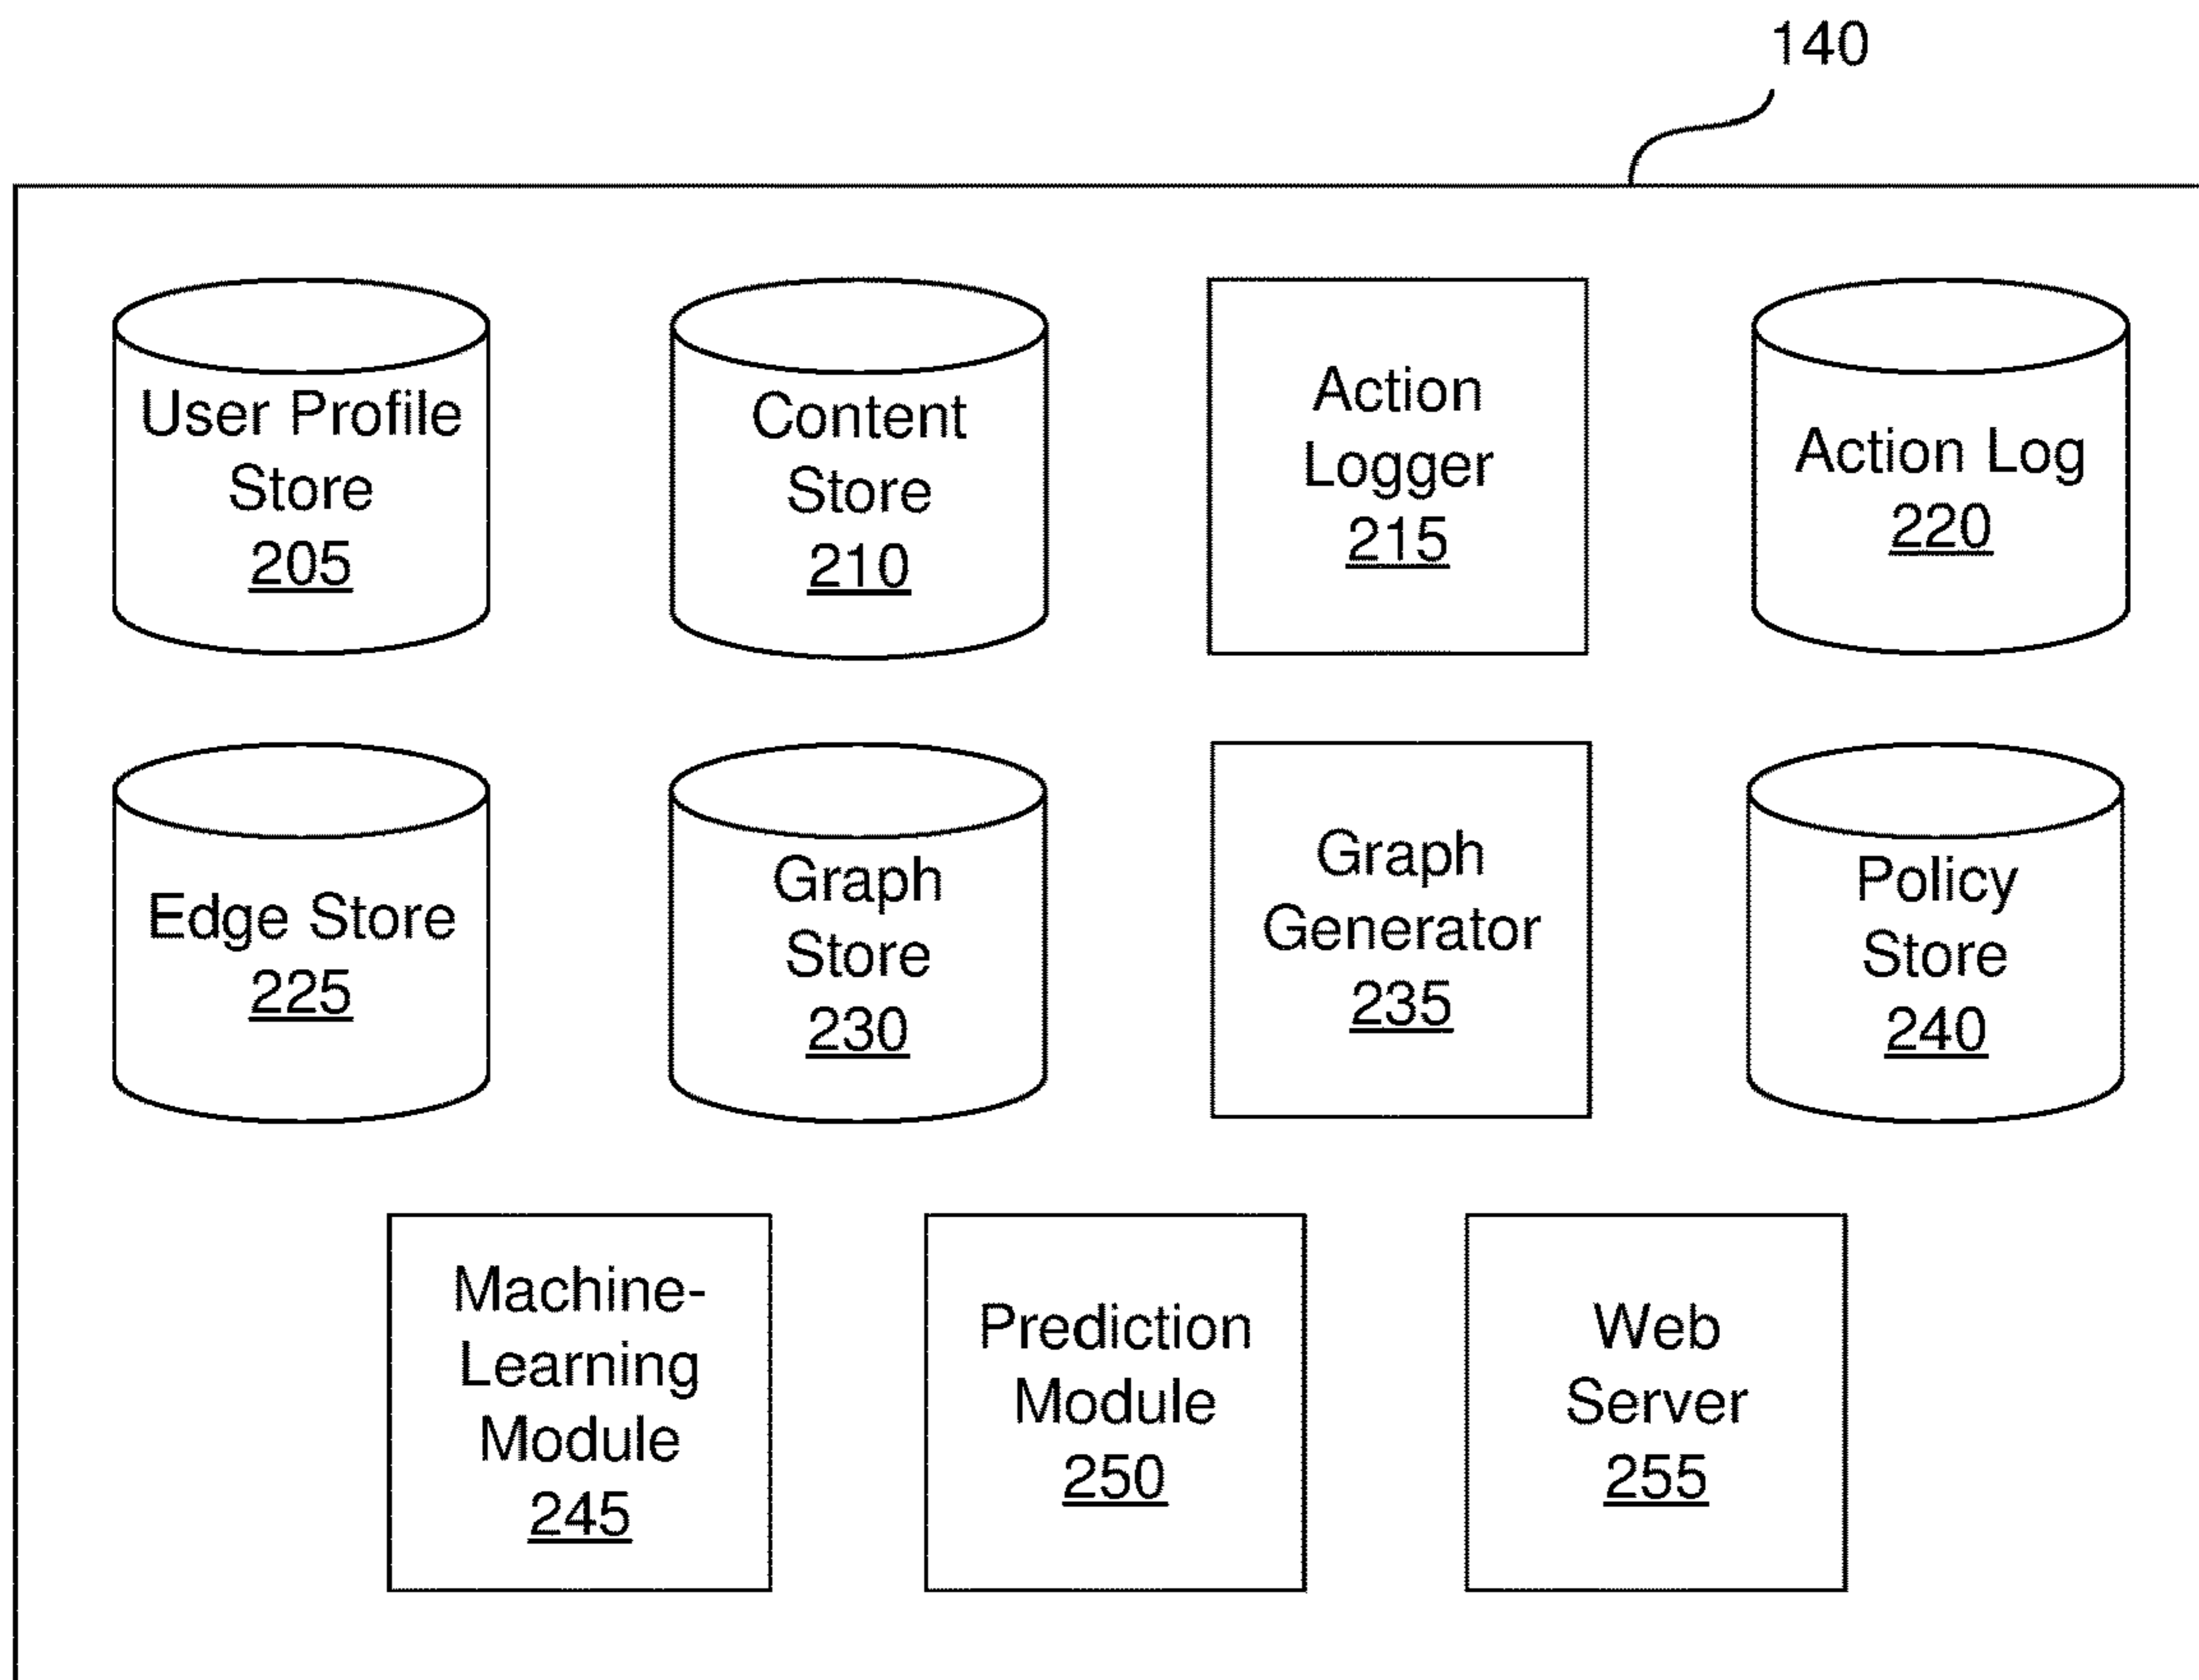 140
User Profile
Store
205
Content
Store
210
Action
Logger
215
Action Log
220
Edge Store
225
Graph
Store
230
Graph
Generator
235
Policy
Store
240
Machine-
Learning
Module
245
Prediction
Module
250
Web
Server
255